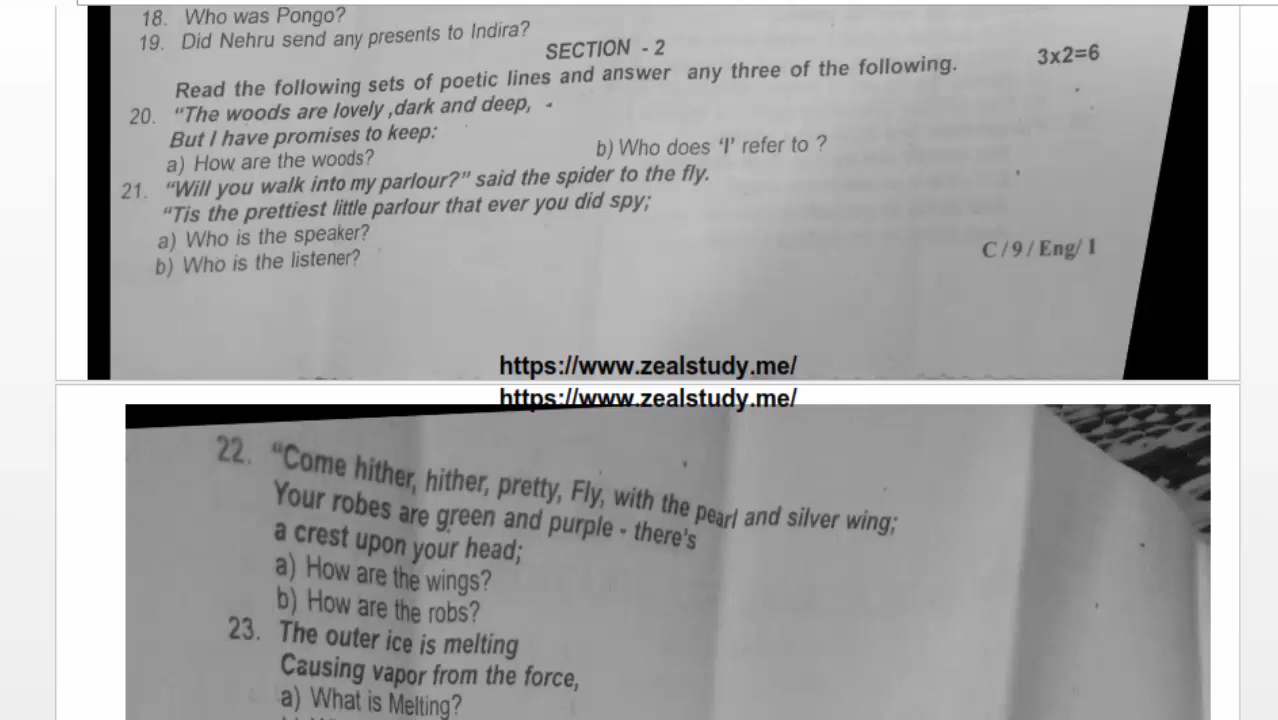 18. Who was Pongo?
19. Did Nehru send any presents to Indira?
SECTION - 2
Read the following sets of poetic lines and answer any three of the following. 3x2=6
20. “The woods are lovely ,dark and deep,
But I have promises to keep:
a) How are the woods? b) Who does ‘I’ refer to ?
21. “Will you walk into my parlour?” said the spider to the fly.
“Tis the prettiest little parlour that ever you did spy;
a) Who is the speaker?
b) Who is the listener?
C / 9 / Eng/ 1
https://www.zealstudy.me/
https://www.zealstudy.me/
22. “Come hither, hither, pretty, Fly, with the pearl and silver wing;
Your robes are green and purple - there's
a crest upon your head;
a) How are the wings?
b) How are the robs?
23. The outer ice is melting
Causing vapor from the force,
a) What is Melting?